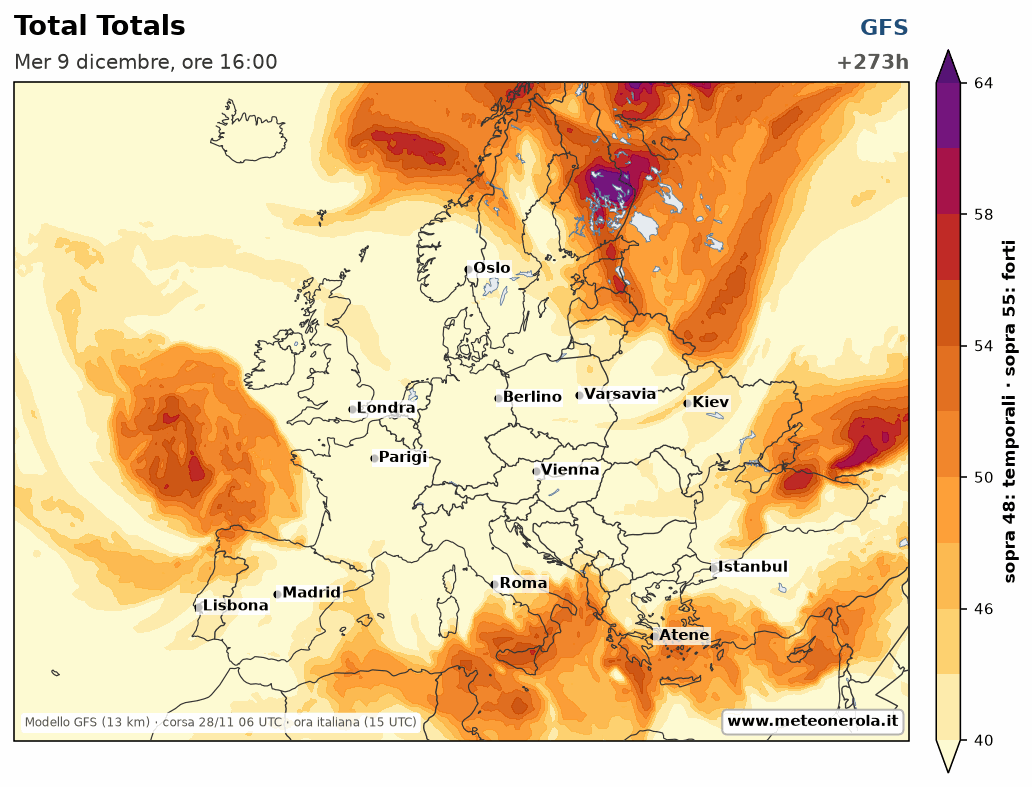 Total Totals
GFS
Mer 9 dicembre, ore 16:00
+273h
64
58
54
50
46
40
sopra 48: temporali · sopra 55: forti
Oslo
Berlino
Varsavia
Kiev
Londra
Parigi
Vienna
Istanbul
Roma
Madrid
Lisbona
Atene
Modello GFS (13 km) · corsa 28/11 06 UTC · ora italiana (15 UTC)
www.meteonerola.it